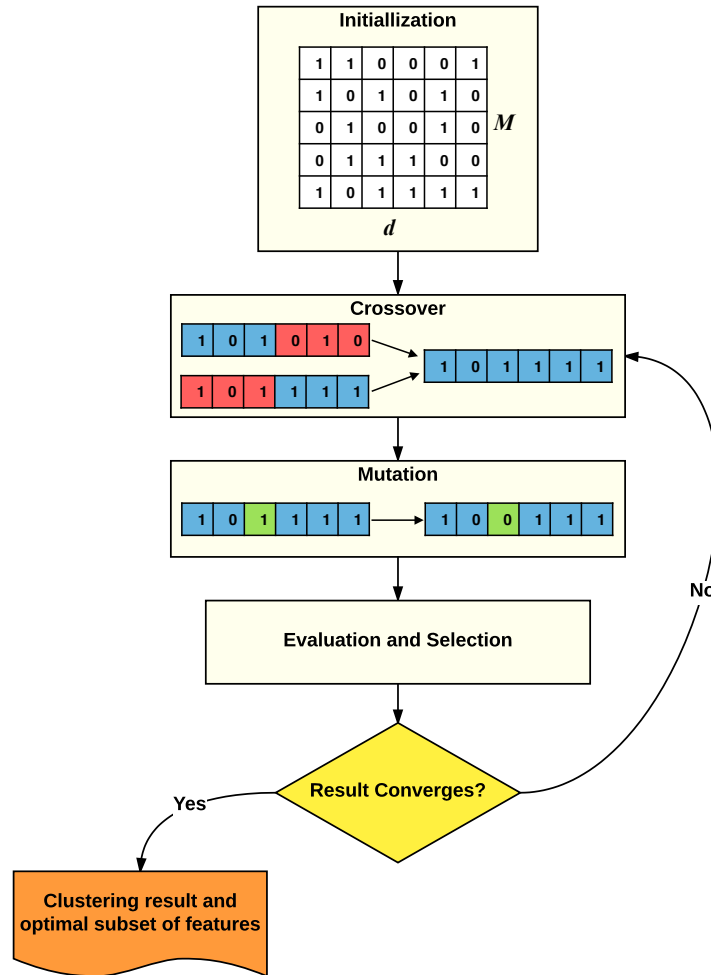 Initiallization
1 1 0 0 0 1
1 0 1 0 1 0
0 1 0 0 1 0
M
0 1 1 1 0 0
1 0 1 1 1 1
d
Crossover
1 0 1 0 1 0
1 0 1 1 1 1
1 0 1 1 1 1
Mutation
1 0 1 1 1 1
1 0 0 1 1 1
Evaluation and Selection
No
Result Converges?
Yes
Clustering result and
optimal subset of features